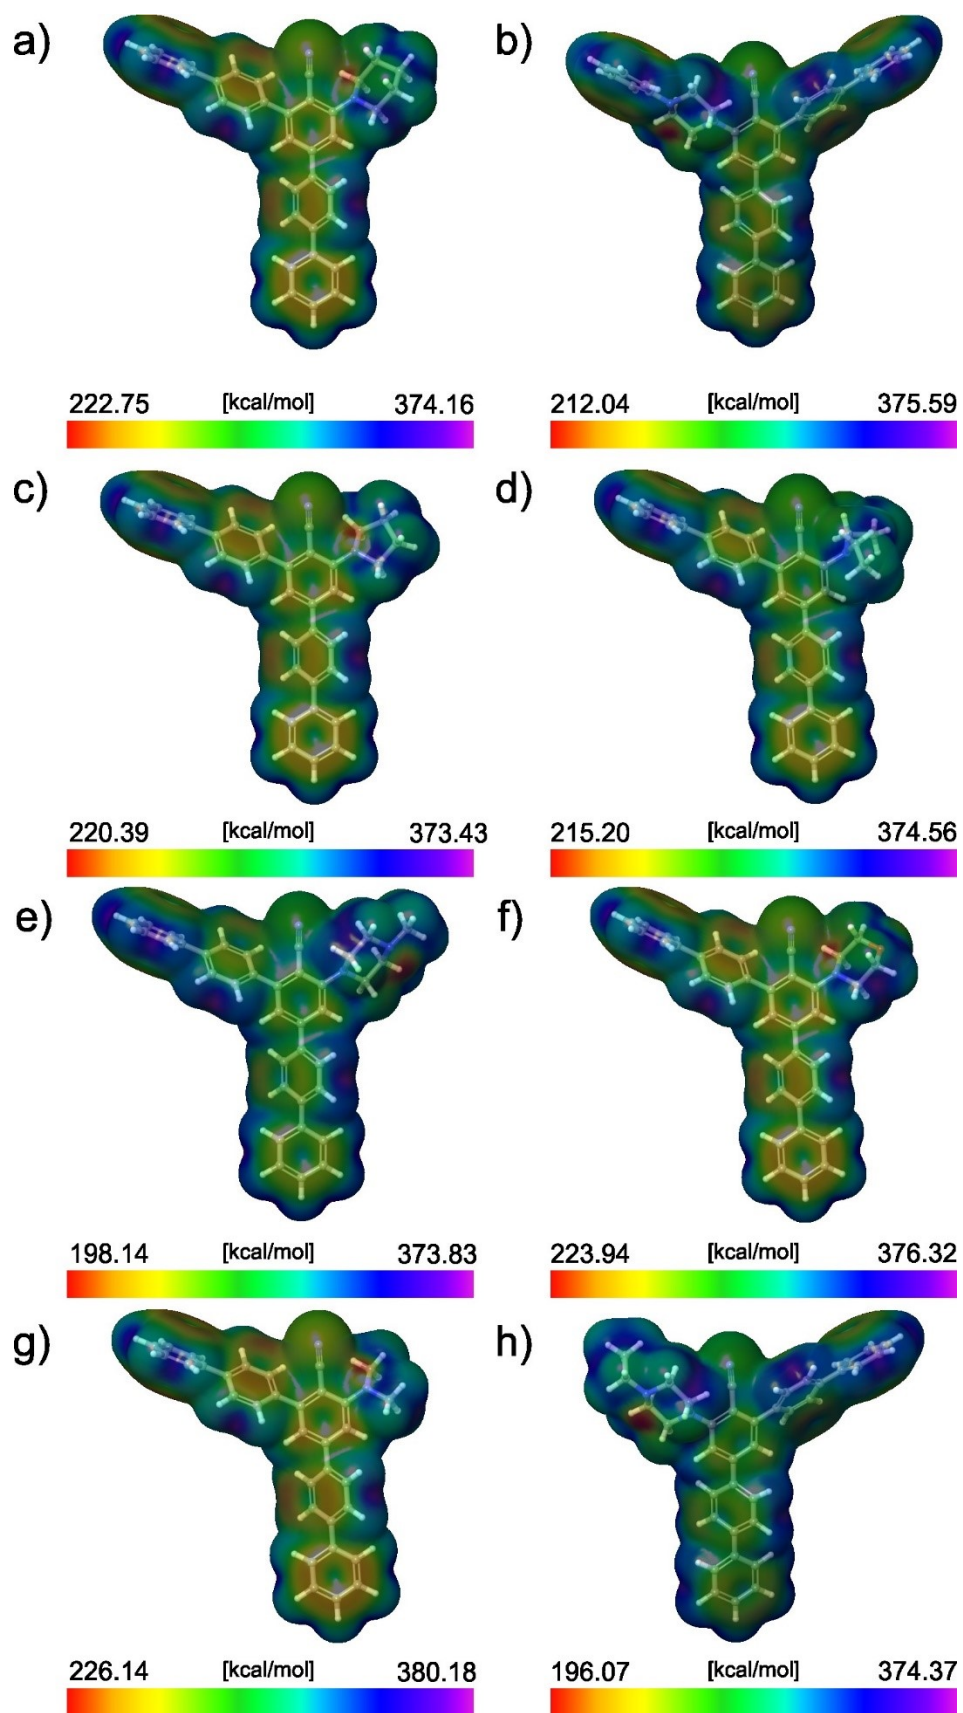 a) b)
222.75 [kcal/mol] 374.16 212.04 [kcal/mol] 375.59
c) d)
220.39 [kcal/mol] 373.43 215.20 [kcal/mol] 374.56
e) f)
198.14 [kcal/mol] 373.83 223.94 [kcal/mol] 376.32
g) h)
226.14 [kcal/mol] 380.18 196.07 [kcal/mol] 374.37